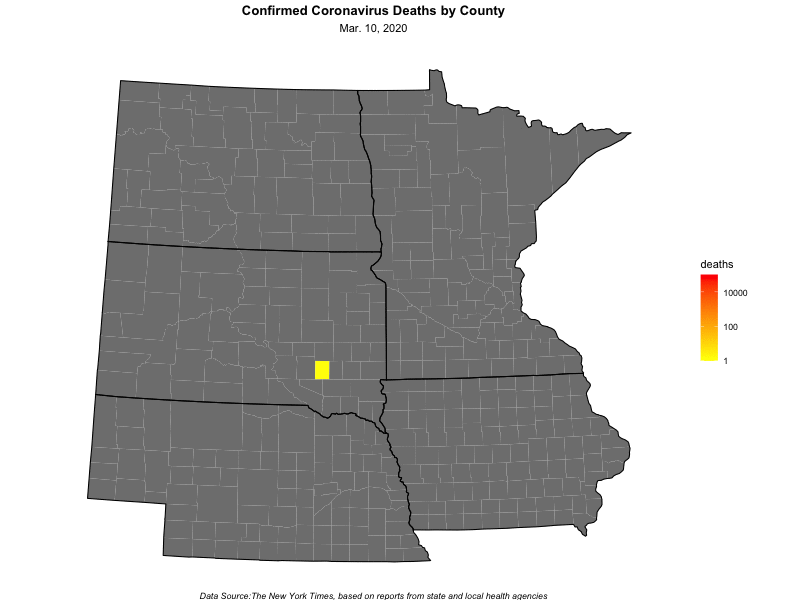 Confirmed Coronavirus Deaths by County
Mar. 10, 2020
deaths
10000
100
1
Data Source:The New York Times, based on reports from state and local health agencies